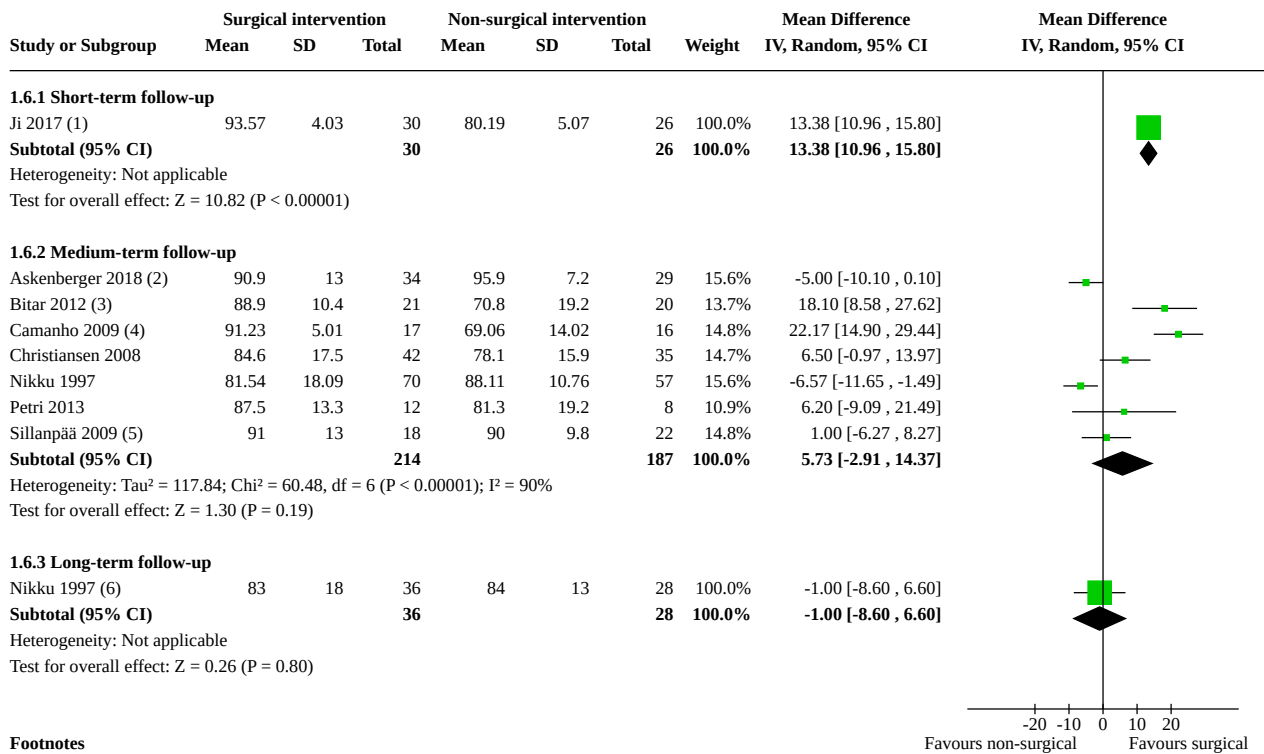 Surgical intervention Non-surgical intervention Mean Difference Mean Difference
Study or Subgroup Mean SD Total Mean SD Total Weight IV, Random, 95% CI IV, Random, 95% CI
1.6.1 Short-term follow-up
Ji 2017 (1) 93.57 4.03 30 80.19 5.07 26 100.0% 13.38 [10.96 , 15.80]
Subtotal (95% CI) 30 26 100.0% 13.38 [10.96 , 15.80]
Heterogeneity: Not applicable
Test for overall effect: Z = 10.82 (P < 0.00001)
1.6.2 Medium-term follow-up
Askenberger 2018 (2) 90.9 13 34 95.9 7.2 29 15.6% -5.00 [-10.10 , 0.10]
Bitar 2012 (3) 88.9 10.4 21 70.8 19.2 20 13.7% 18.10 [8.58 , 27.62]
Camanho 2009 (4) 91.23 5.01 17 69.06 14.02 16 14.8% 22.17 [14.90 , 29.44]
Christiansen 2008 84.6 17.5 42 78.1 15.9 35 14.7% 6.50 [-0.97 , 13.97]
Nikku 1997 81.54 18.09 70 88.11 10.76 57 15.6% -6.57 [-11.65 , -1.49]
Petri 2013 87.5 13.3 12 81.3 19.2 8 10.9% 6.20 [-9.09 , 21.49]
Sillanpää 2009 (5) 91 13 18 90 9.8 22 14.8% 1.00 [-6.27 , 8.27]
Subtotal (95% CI) 214 187 100.0% 5.73 [-2.91 , 14.37]
Heterogeneity: Tau² = 117.84; Chi² = 60.48, df = 6 (P < 0.00001); I² = 90%
Test for overall effect: Z = 1.30 (P = 0.19)
1.6.3 Long-term follow-up
Nikku 1997 (6) 83 18 36 84 13 28 100.0% -1.00 [-8.60 , 6.60]
Subtotal (95% CI) 36 28 100.0% -1.00 [-8.60 , 6.60]
Heterogeneity: Not applicable
Test for overall effect: Z = 0.26 (P = 0.80)
-20 -10 0 10 20
Footnotes Favours non-surgical Favours surgical